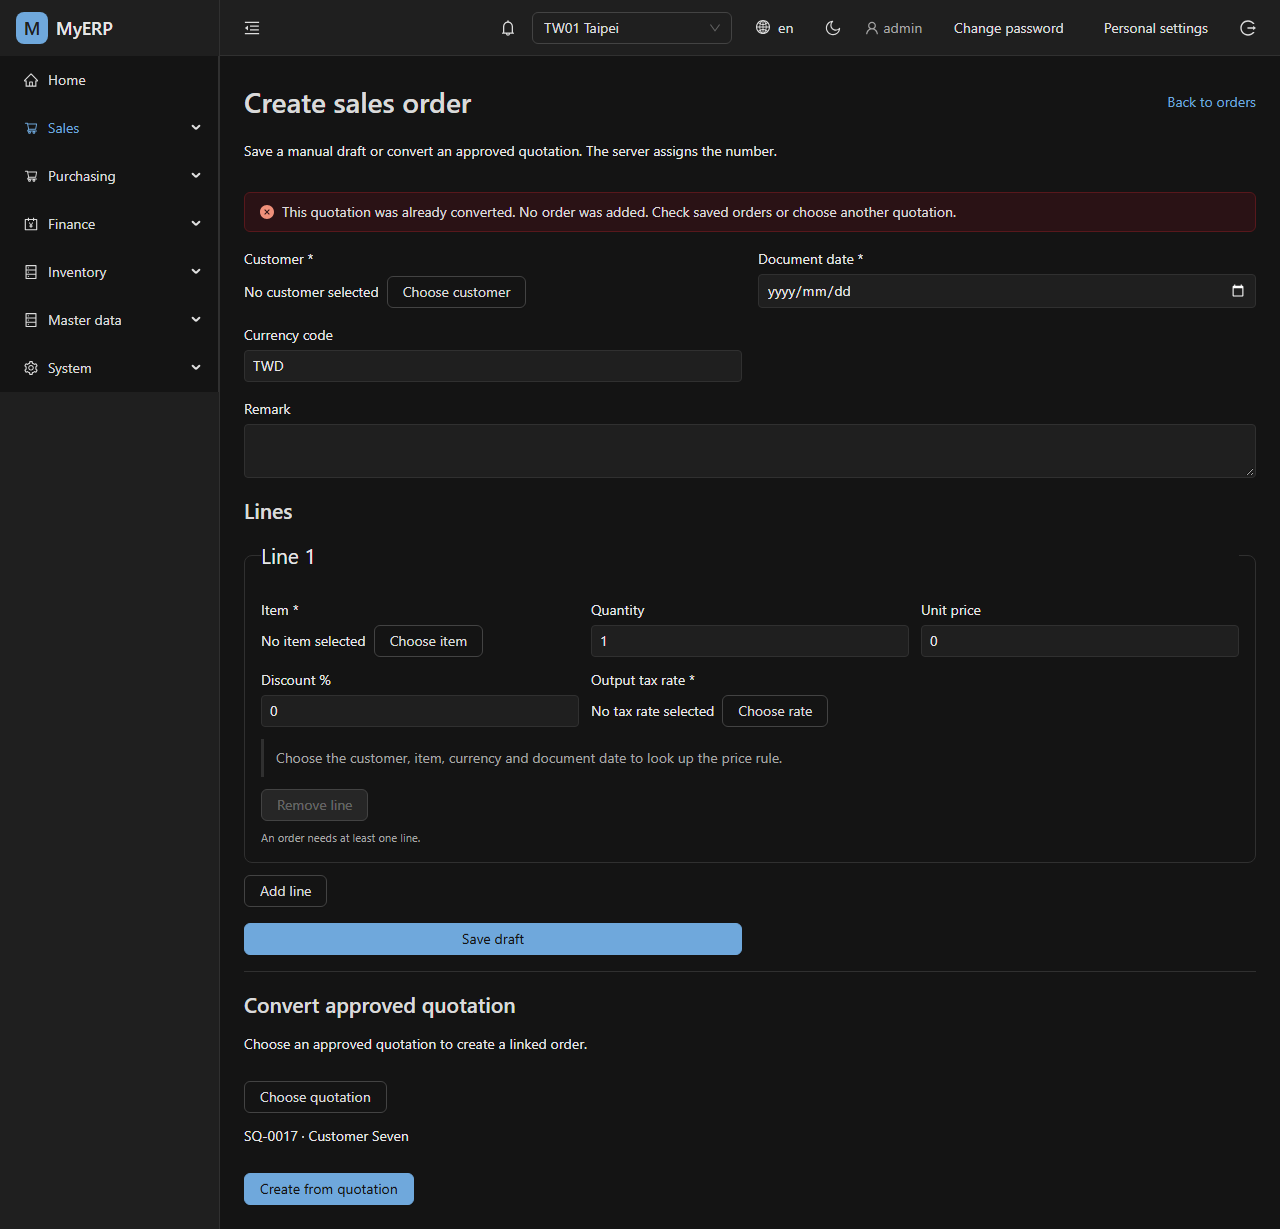 M MyERP
TW01 Taipei
en
admin
Change password
Personal settings
Home
Sales
Purchasing
Finance
Inventory
Master data
System
Create sales order
Back to orders
Save a manual draft or convert an approved quotation. The server assigns the number.
This quotation was already converted. No order was added. Check saved orders or choose another quotation.
Customer *
Document date *
No customer selected
Choose customer
yyyy/mm/dd
Currency code
TWD
Remark
Lines
Line 1
Item *
Quantity
Unit price
No item selected
Choose item
1
0
Discount %
Output tax rate *
0
No tax rate selected
Choose rate
Choose the customer, item, currency and document date to look up the price rule.
Remove line
An order needs at least one line.
Add line
Save draft
Convert approved quotation
Choose an approved quotation to create a linked order.
Choose quotation
SQ-0017 · Customer Seven
Create from quotation